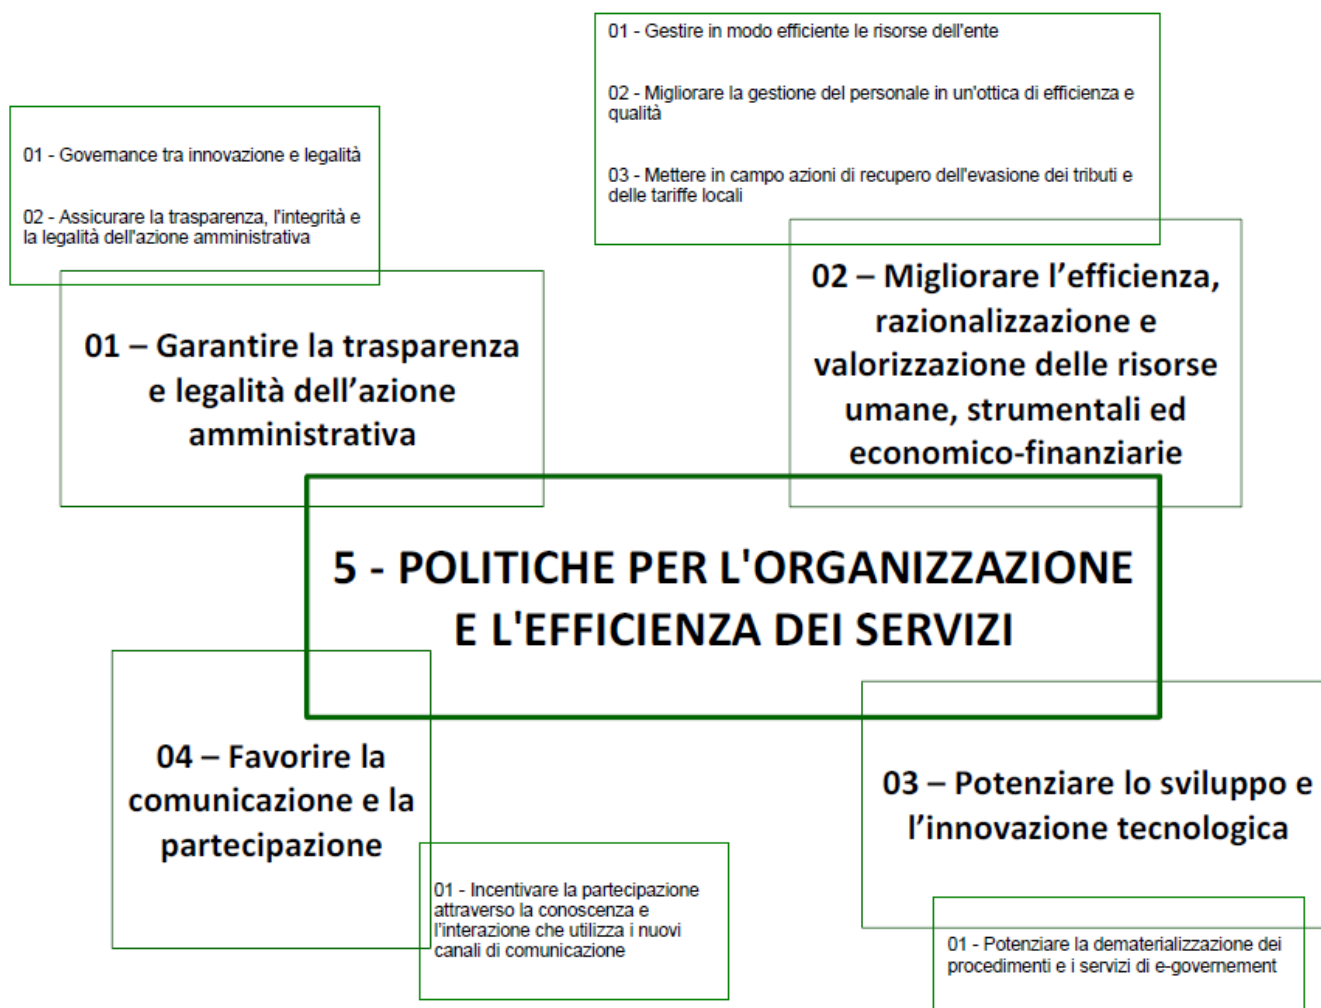 01 - Gestire in modo efficiente le risorse dell'ente
02 - Migliorare la gestione del personale in un'ottica di efficienza e
qualità
03 - Mettere in campo azioni di recupero dell'evasione dei tributi e
delle tariffe locali
01 - Governance tra innovazione e legalità
02 - Assicurare la trasparenza, l'integrità e
la legalità dell'azione amministrativa
01 – Garantire la trasparenza
e legalità dell’azione
amministrativa
02 – Migliorare l’efficienza,
razionalizzazione e
valorizzazione delle risorse
umane, strumentali ed
economico-finanziarie
5 - POLITICHE PER L'ORGANIZZAZIONE
E L'EFFICIENZA DEI SERVIZI
04 – Favorire la
comunicazione e la
partecipazione
01 - Incentivare la partecipazione
attraverso la conoscenza e
l'interazione che utilizza i nuovi
canali di comunicazione
03 – Potenziare lo sviluppo e
l’innovazione tecnologica
01 - Potenziare la dematerializzazione dei
procedimenti e i servizi di e-governement